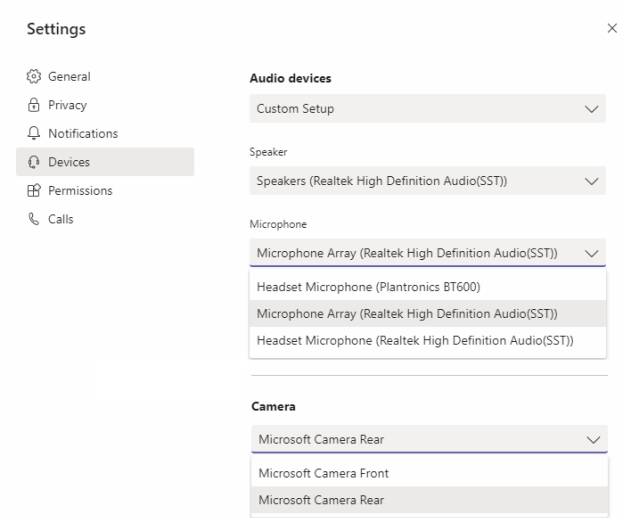 Settings
General
Privacy
Notifications
Devices
Permissions
Calls
Audio devices
Custom Setup
Speaker
Speakers (Realtek High Definition Audio(SST))
Microphone
Microphone Array (Realtek High Definition Audio(SST))
Headset Microphone (Plantronics BT600)
Microphone Array (Realtek High Definition Audio(SST))
Headset Microphone (Realtek High Definition Audio(SST))
Camera
Microsoft Camera Rear
Microsoft Camera Front
Microsoft Camera Rear